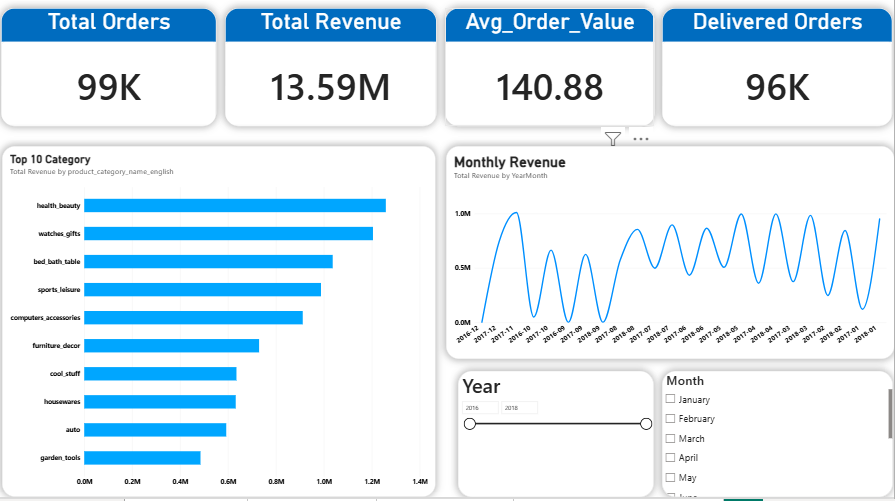 Total Orders
99K
Total Revenue
13.59M
Avg_Order_Value
140.88
Delivered Orders
96K
Top 10 Category
Total Revenue by product_category_name_english
health_beauty
watches_gifts
bed_bath_table
sports_leisure
computers_accessories
furniture_decor
cool_stuff
housewares
auto
garden_tools
0.0M 0.2M 0.4M 0.6M 0.8M 1.0M 1.2M 1.4M
Monthly Revenue
Total Revenue by YearMonth
1.0M
0.5M
0.0M
2016-12 2017-12 2017-11 2016-10 2017-10 2016-09 2017-09 2018-09 2017-08 2018-08 2017-07 2018-07 2017-06 2018-06 2017-05 2018-05 2017-04 2018-04 2017-03 2018-03 2017-02 2018-02 2017-01 2018-01
Year
2016 2018
Month
January
February
March
April
May